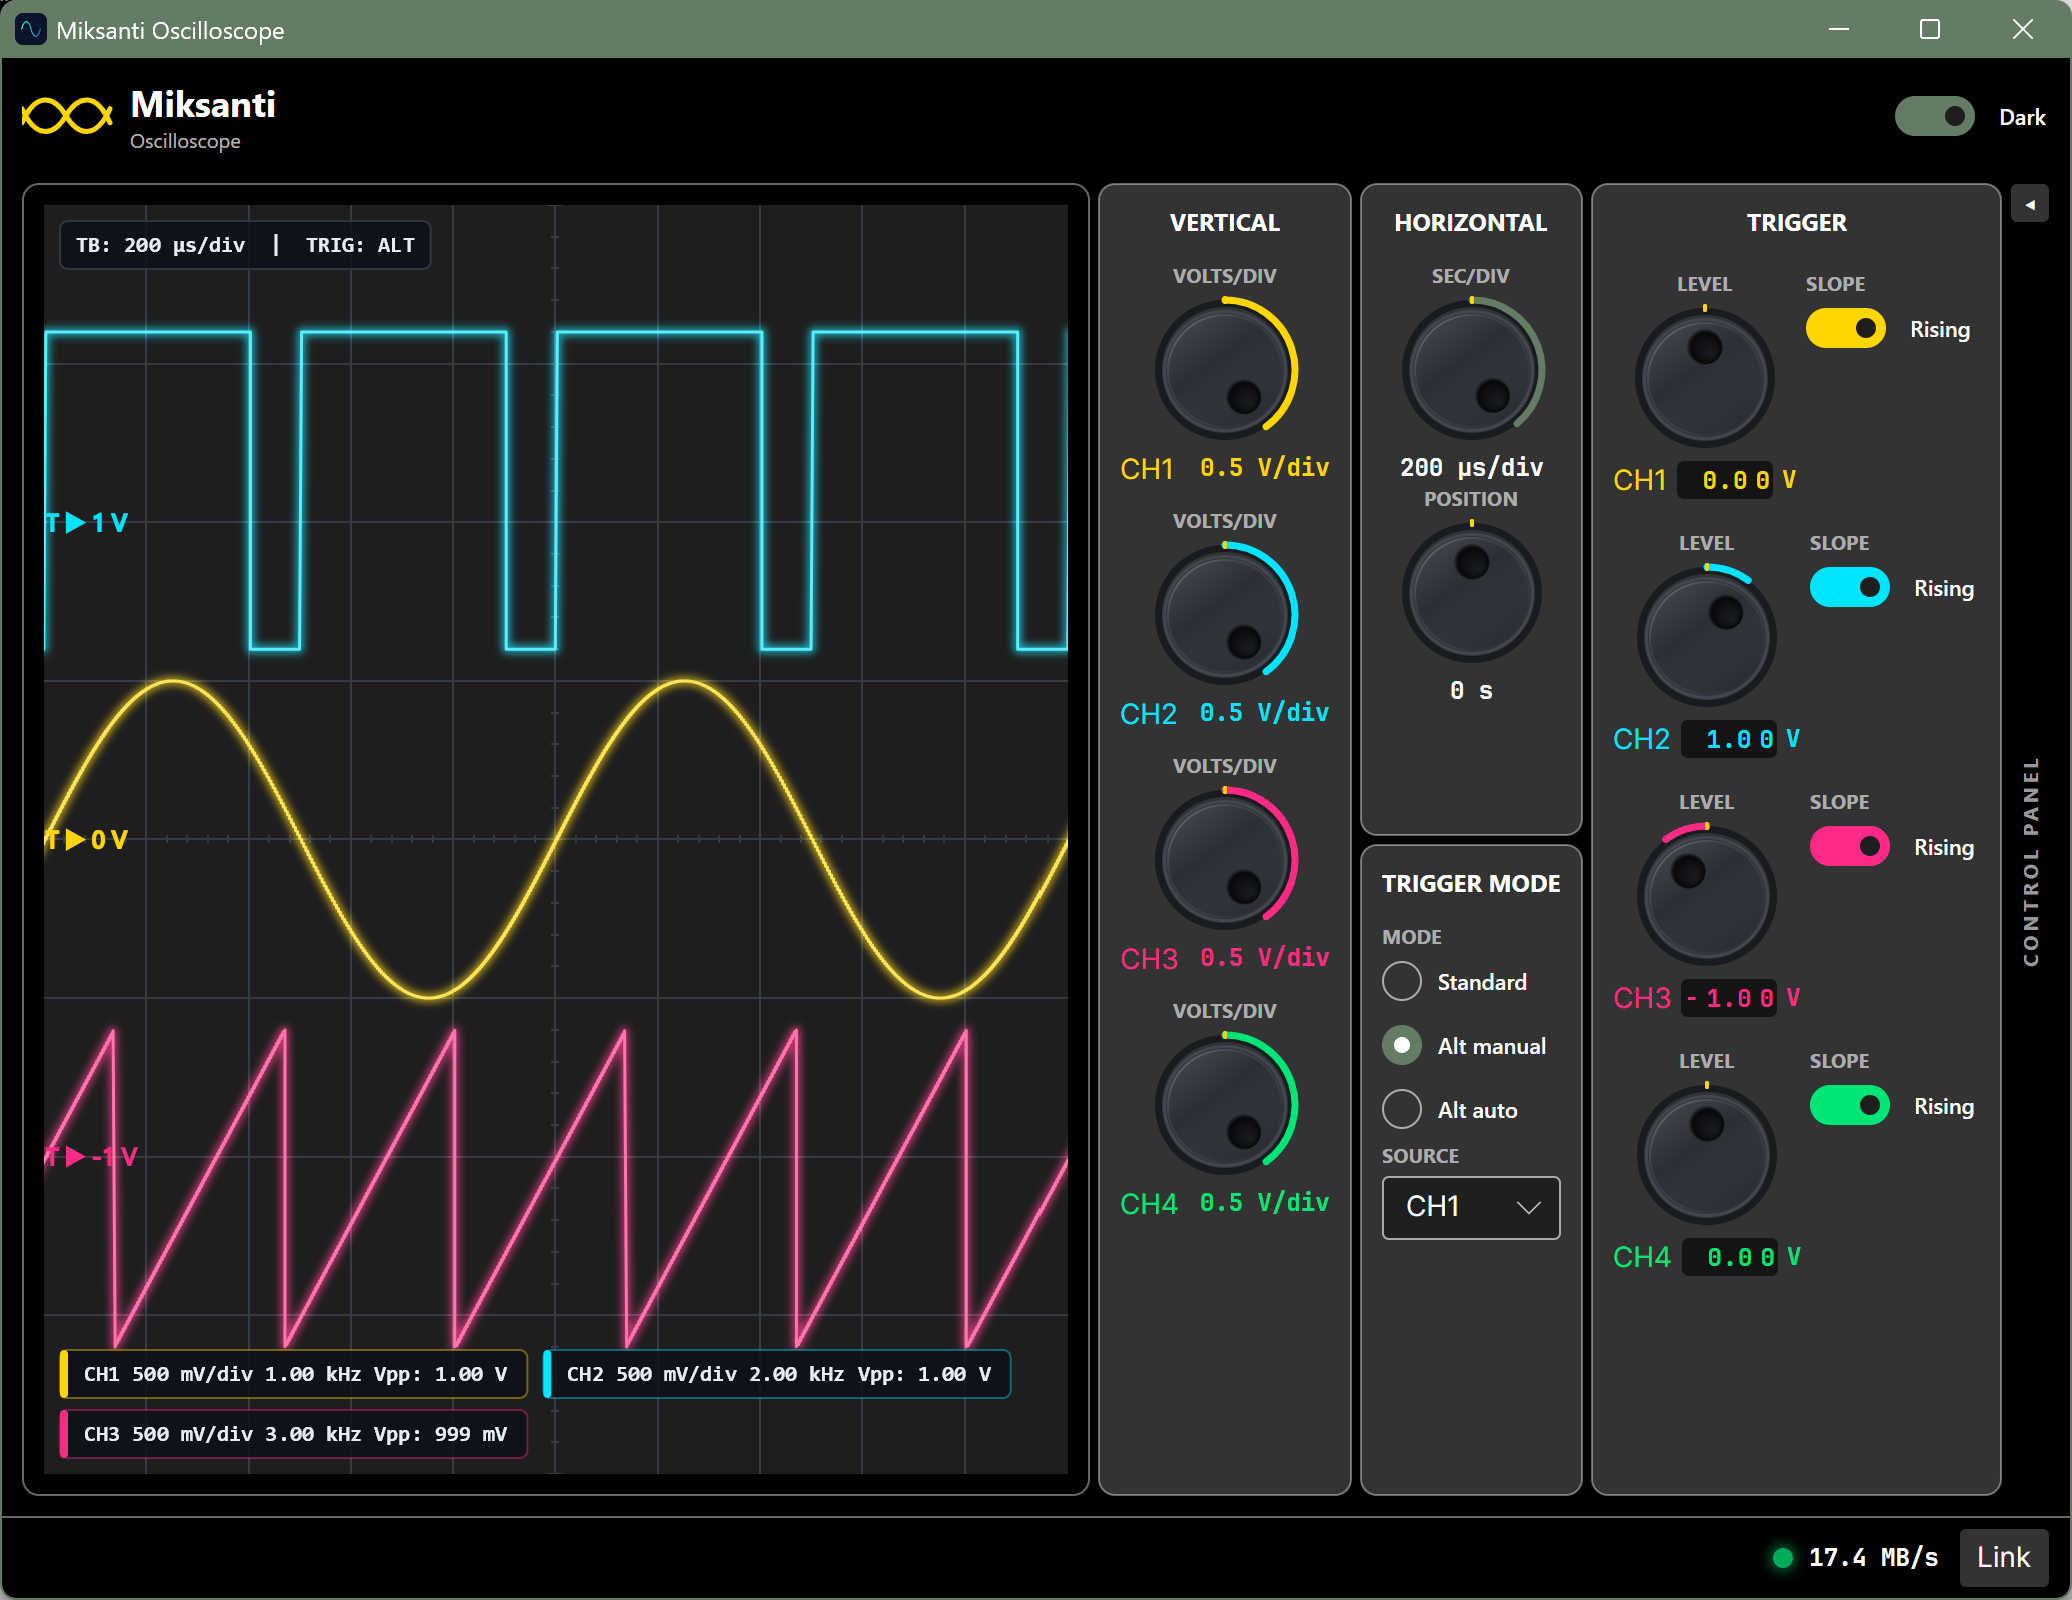 Miksanti Oscilloscope
Miksanti
Oscilloscope
Dark
TB: 200 µs/div | TRIG: ALT
T▶1 V
T▶0 V
T▶-1 V
CH1 500 mV/div 1.00 kHz Vpp: 1.00 V
CH2 500 mV/div 2.00 kHz Vpp: 1.00 V
CH3 500 mV/div 3.00 kHz Vpp: 999 mV
VERTICAL
VOLTS/DIV
CH1 0.5 V/div
VOLTS/DIV
CH2 0.5 V/div
VOLTS/DIV
CH3 0.5 V/div
VOLTS/DIV
CH4 0.5 V/div
HORIZONTAL
SEC/DIV
200 µs/div
POSITION
0 s
TRIGGER MODE
MODE
Standard
Alt manual
Alt auto
SOURCE
CH1
TRIGGER
LEVEL SLOPE
Rising
CH1 0.00 V
LEVEL SLOPE
Rising
CH2 1.00 V
LEVEL SLOPE
Rising
CH3 -1.00 V
LEVEL SLOPE
Rising
CH4 0.00 V
CONTROL PANEL
17.4 MB/s
Link